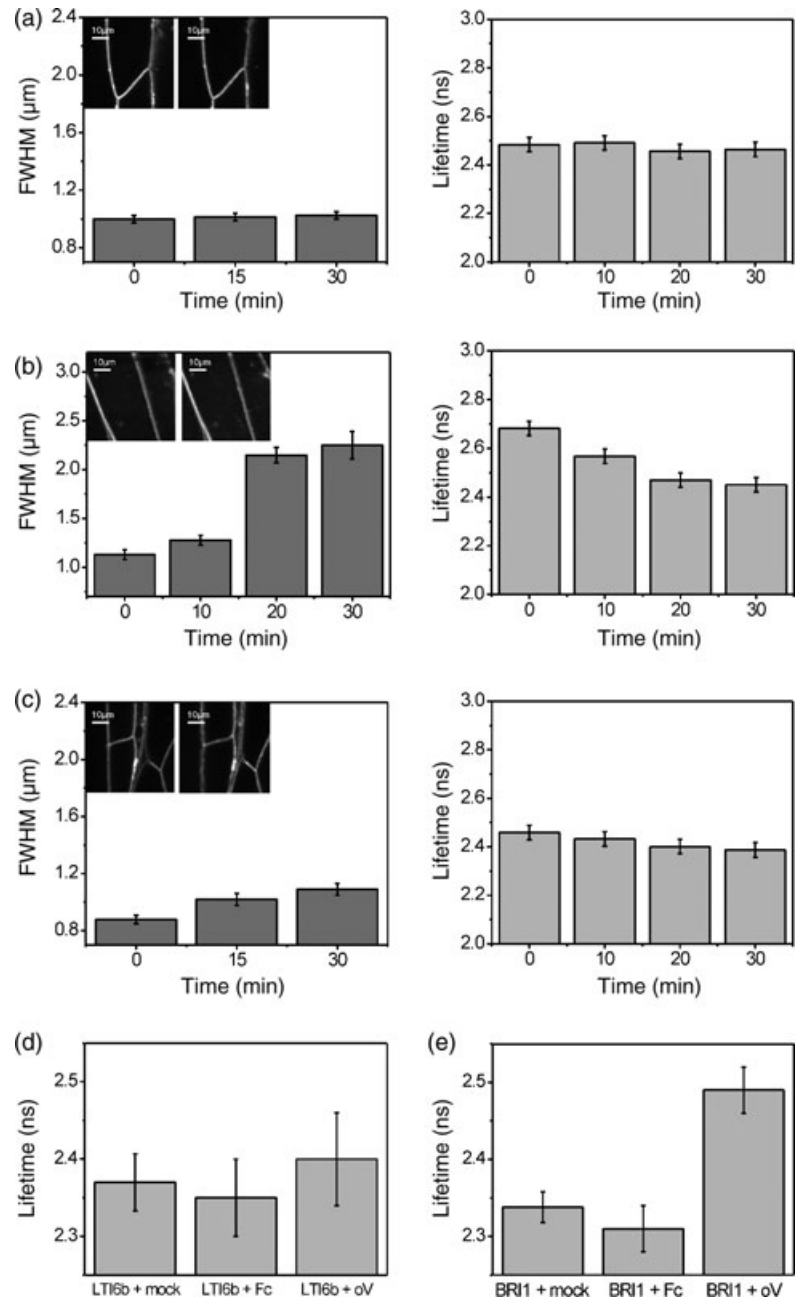 (a)
2.4
2.0
1.6
1.2
0.8
FWHM (μm)
10μm
10μm
0
15
30
Time (min)
3.0
2.8
2.6
2.4
2.2
2.0
Lifetime (ns)
0
10
20
30
Time (min)
(b)
3.0
2.5
2.0
1.5
1.0
FWHM (μm)
10μm
10μm
0
10
20
30
Time (min)
3.0
2.8
2.6
2.4
2.2
2.0
Lifetime (ns)
0
10
20
30
Time (min)
(c)
2.4
2.0
1.6
1.2
0.8
FWHM (μm)
10μm
10μm
0
15
30
Time (min)
3.0
2.8
2.6
2.4
2.2
2.0
Lifetime (ns)
0
10
20
30
Time (min)
(d)
2.5
2.4
2.3
Lifetime (ns)
LTI6b + mock
LTI6b + Fc
LTI6b + oV
(e)
2.5
2.4
2.3
Lifetime (ns)
BRI1 + mock
BRI1 + Fc
BRI1 + oV